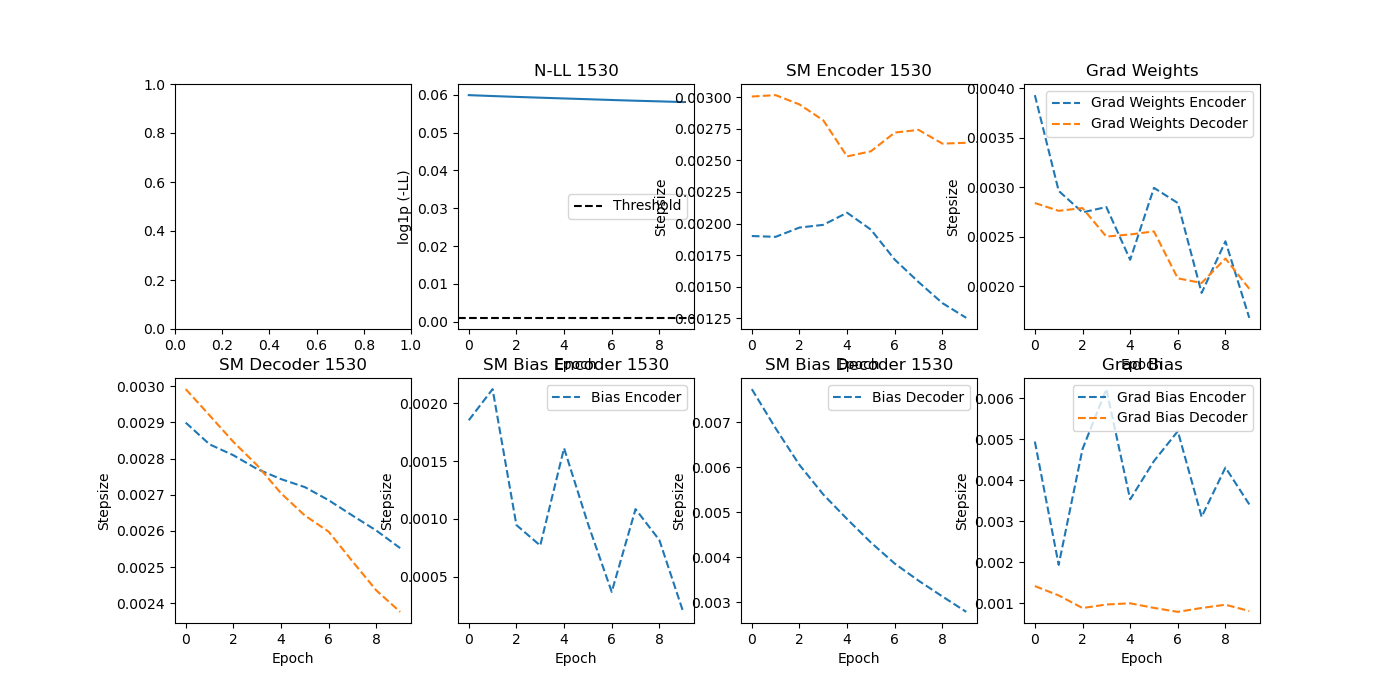 N-LL 1530
SM Encoder 1530
Grad Weights
1.0
0.8
0.6
0.4
0.2
0.0
0.0 0.2 0.4 0.6 0.8 1.0
log1p (-LL)
0.06
0.05
0.04
0.03
0.02
0.01
0.00
Threshold
0 2 4 6 8
Epoch
Stepsize
0.00300
0.00275
0.00250
0.00225
0.00200
0.00175
0.00150
0.00125
0 2 4 6 8
Epoch
Stepsize
0.0040
0.0035
0.0030
0.0025
0.0020
Grad Weights Encoder
Grad Weights Decoder
0 2 4 6 8
Epoch
SM Decoder 1530
SM Bias Encoder 1530
SM Bias Decoder 1530
Grad Bias
Stepsize
0.0030
0.0029
0.0028
0.0027
0.0026
0.0025
0.0024
0 2 4 6 8
Epoch
Stepsize
0.0020
0.0015
0.0010
0.0005
Bias Encoder
0 2 4 6 8
Epoch
Stepsize
0.007
0.006
0.005
0.004
0.003
Bias Decoder
0 2 4 6 8
Epoch
Stepsize
0.006
0.005
0.004
0.003
0.002
0.001
Grad Bias Encoder
Grad Bias Decoder
0 2 4 6 8
Epoch